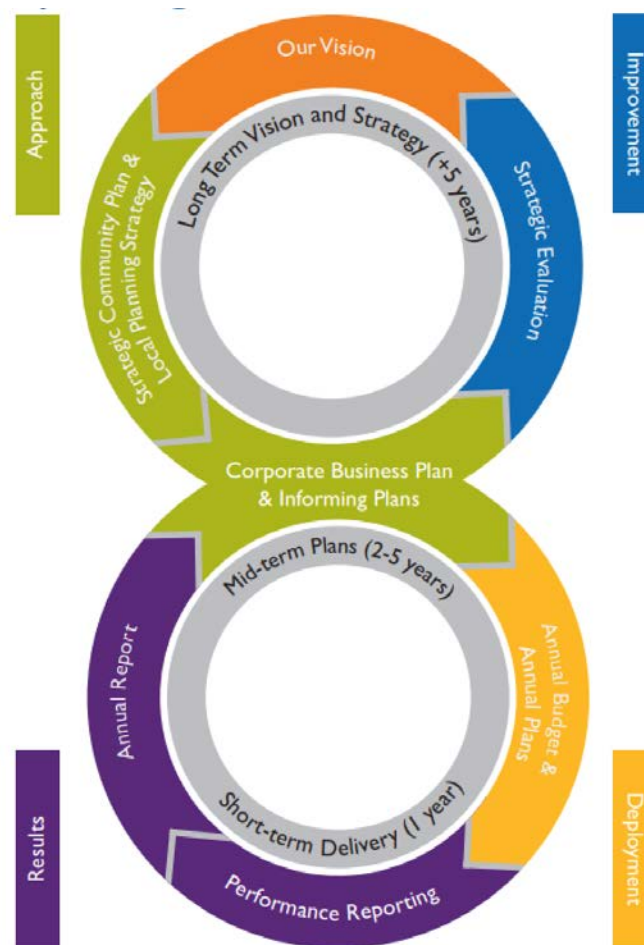 Approach
Improvement
Our Vision
Long Term Vision and Strategy (+5 years)
Strategic Community Plan &
Local Planning Strategy
Strategic Evaluation
Corporate Business Plan
& Informing Plans
Mid-term Plans (2-5 years)
Annual Report
Annual Budget &
Annual Plans
Short-term Delivery (1 year)
Performance Reporting
Results
Deployment